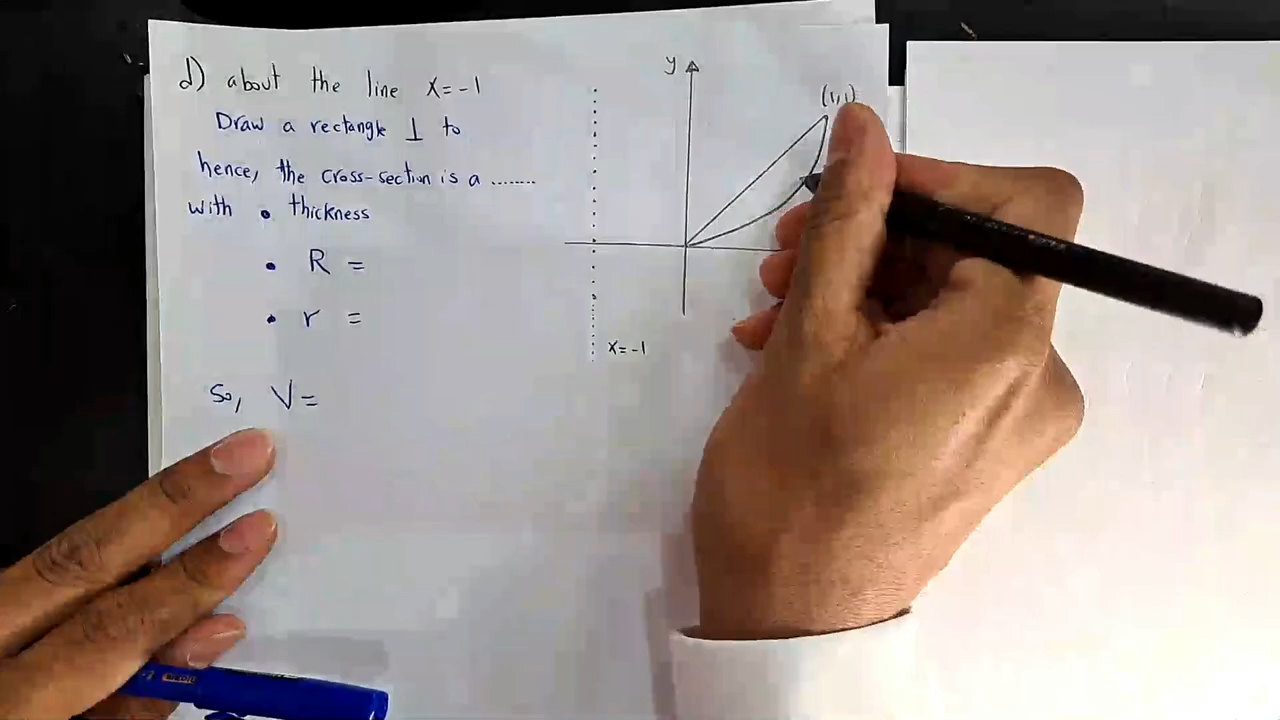 d) about the line x=-1
Draw a rectangle ⊥ to
hence, the cross-section is a ........
with • thickness
• R =
• r =
so, V=
y
(1,1)
x=-1